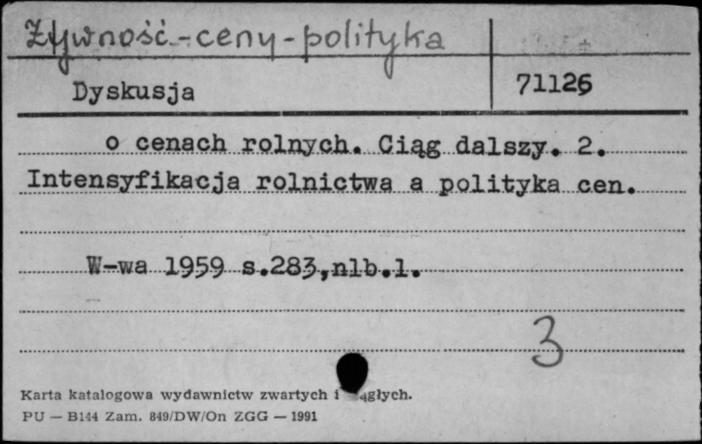 Żywność-ceny-polityka
Dyskusja 71126
o cenach rolnych. Ciąg dalszy. 2.
Intensyfikacja rolnictwa a polityka cen.
W-wa 1959 s.283,nlb.1.
3
Karta katalogowa wydawnictw zwartych i ągłych.
PU — B144 Zam. 849/DW/On ZGG — 1991